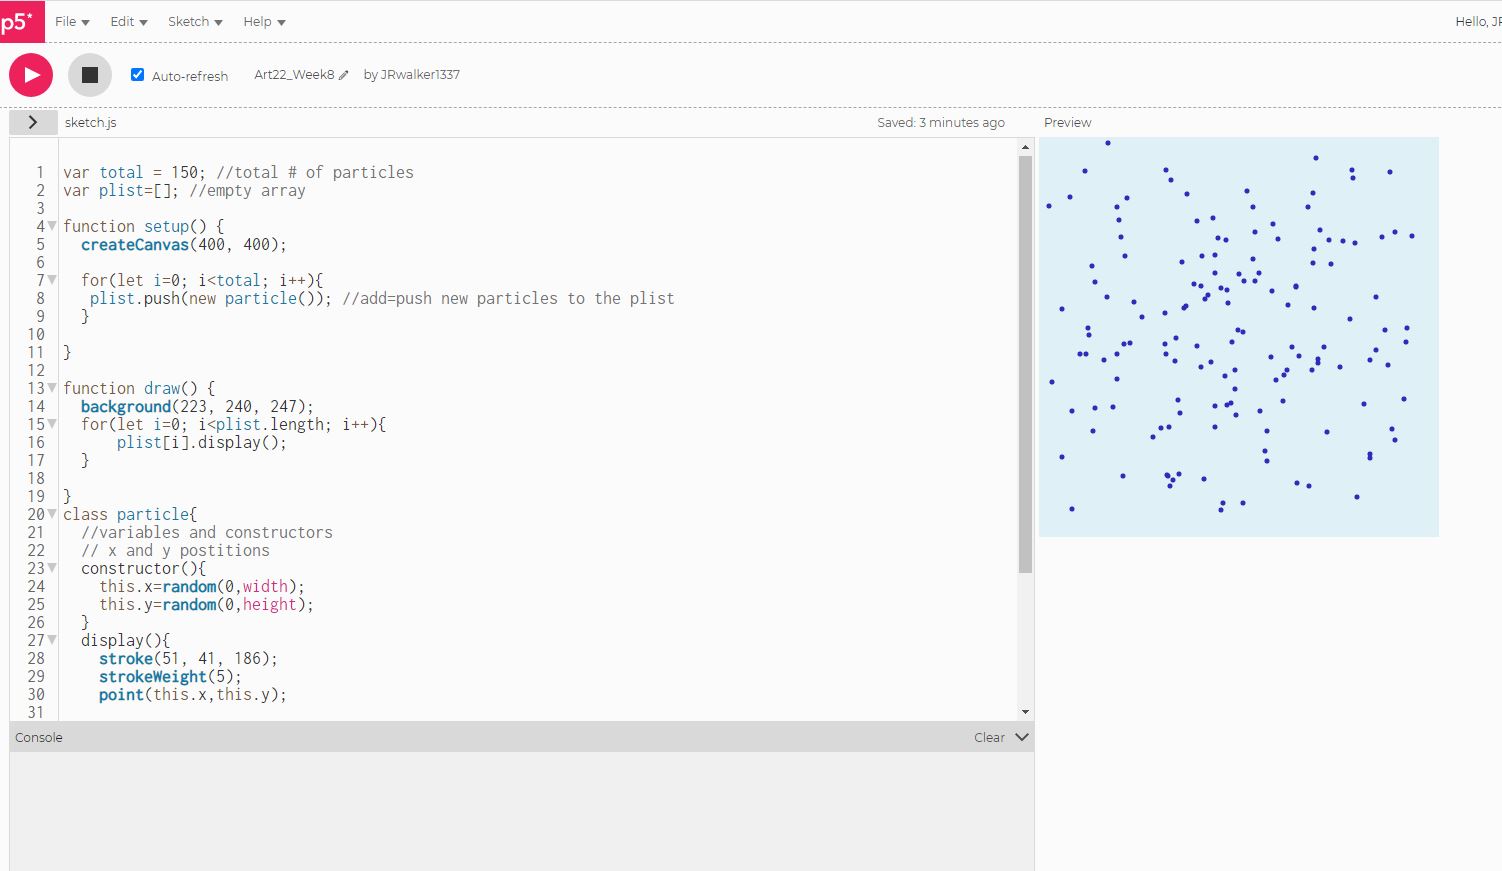 p5*
File Edit Sketch Help Hello, JR
Auto-refresh Art22_Week8 by JRwalker1337
sketch.js Saved: 3 minutes ago Preview
1 var total = 150; //total # of particles
2 var plist=[]; //empty array
3
4 function setup() {
5 createCanvas(400, 400);
6
7 for(let i=0; i<total; i++){
8 plist.push(new particle()); //add=push new particles to the plist
9 }
10
11 }
12
13 function draw() {
14 background(223, 240, 247);
15 for(let i=0; i<plist.length; i++){
16 plist[i].display();
17 }
18
19 }
20 class particle{
21 //variables and constructors
22 // x and y postitions
23 constructor(){
24 this.x=random(0,width);
25 this.y=random(0,height);
26 }
27 display(){
28 stroke(51, 41, 186);
29 strokeWeight(5);
30 point(this.x,this.y);
31
Console Clear